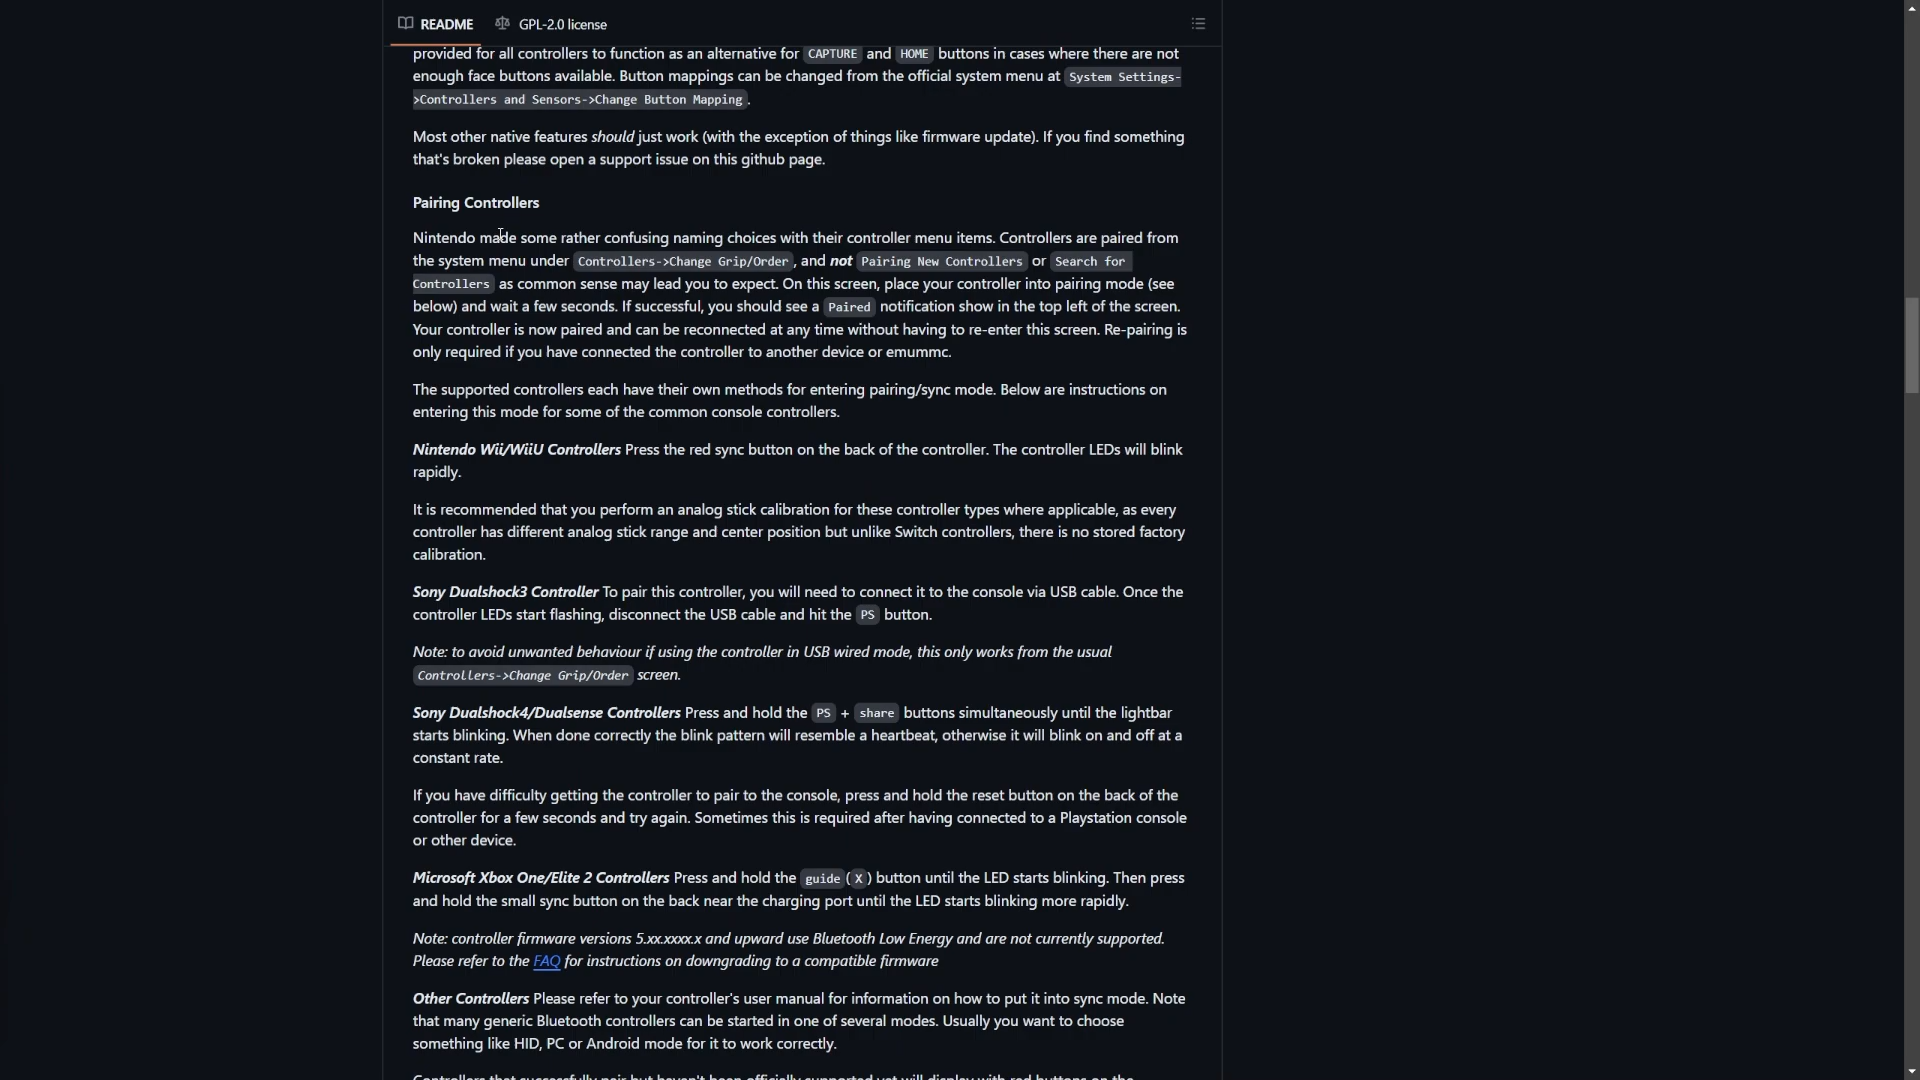 README GPL-2.0 license
provided for all controllers to function as an alternative for CAPTURE and HOME buttons in cases where there are not
enough face buttons available. Button mappings can be changed from the official system menu at System Settings-
>Controllers and Sensors->Change Button Mapping.
Most other native features should just work (with the exception of things like firmware update). If you find something
that's broken please open a support issue on this github page.
Pairing Controllers
Nintendo made some rather confusing naming choices with their controller menu items. Controllers are paired from
the system menu under Controllers->Change Grip/Order, and not Pairing New Controllers or Search for
Controllers as common sense may lead you to expect. On this screen, place your controller into pairing mode (see
below) and wait a few seconds. If successful, you should see a Paired notification show in the top left of the screen.
Your controller is now paired and can be reconnected at any time without having to re-enter this screen. Re-pairing is
only required if you have connected the controller to another device or emummc.
The supported controllers each have their own methods for entering pairing/sync mode. Below are instructions on
entering this mode for some of the common console controllers.
Nintendo Wii/WiiU Controllers Press the red sync button on the back of the controller. The controller LEDs will blink
rapidly.
It is recommended that you perform an analog stick calibration for these controller types where applicable, as every
controller has different analog stick range and center position but unlike Switch controllers, there is no stored factory
calibration.
Sony Dualshock3 Controller To pair this controller, you will need to connect it to the console via USB cable. Once the
controller LEDs start flashing, disconnect the USB cable and hit the PS button.
Note: to avoid unwanted behaviour if using the controller in USB wired mode, this only works from the usual
Controllers->Change Grip/Order screen.
Sony Dualshock4/Dualsense Controllers Press and hold the PS + share buttons simultaneously until the lightbar
starts blinking. When done correctly the blink pattern will resemble a heartbeat, otherwise it will blink on and off at a
constant rate.
If you have difficulty getting the controller to pair to the console, press and hold the reset button on the back of the
controller for a few seconds and try again. Sometimes this is required after having connected to a Playstation console
or other device.
Microsoft Xbox One/Elite 2 Controllers Press and hold the guide (X) button until the LED starts blinking. Then press
and hold the small sync button on the back near the charging port until the LED starts blinking more rapidly.
Note: controller firmware versions 5.xx.xxxx.x and upward use Bluetooth Low Energy and are not currently supported.
Please refer to the FAQ for instructions on downgrading to a compatible firmware
Other Controllers Please refer to your controller's user manual for information on how to put it into sync mode. Note
that many generic Bluetooth controllers can be started in one of several modes. Usually you want to choose
something like HID, PC or Android mode for it to work correctly.
Controllers that successfully pair but haven't been officially supported yet will display with red buttons on the